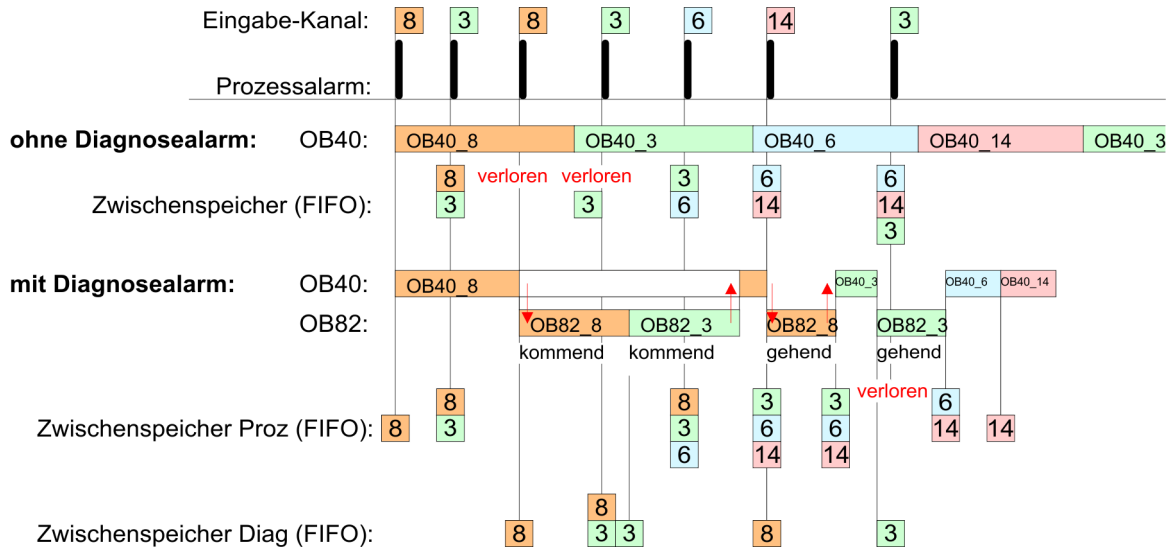 Eingabe-Kanal: 8 3 8 3 6 14 3
Prozessalarm:
ohne Diagnosealarm: OB40: OB40_8 OB40_3 OB40_6 OB40_14 OB40_3
8 verloren verloren 3 6 6
Zwischenspeicher (FIFO): 3 3 6 14 14
3
mit Diagnosealarm: OB40: OB40_8 OB40_3 OB40_6 OB40_14
OB82: OB82_8 OB82_3 OB82_8 OB82_3
kommend kommend gehend gehend
verloren
8 8 3 3 6
Zwischenspeicher Proz (FIFO): 8 3 3 6 6 14 14
6 14 14
8
Zwischenspeicher Diag (FIFO): 8 3 3 8 3